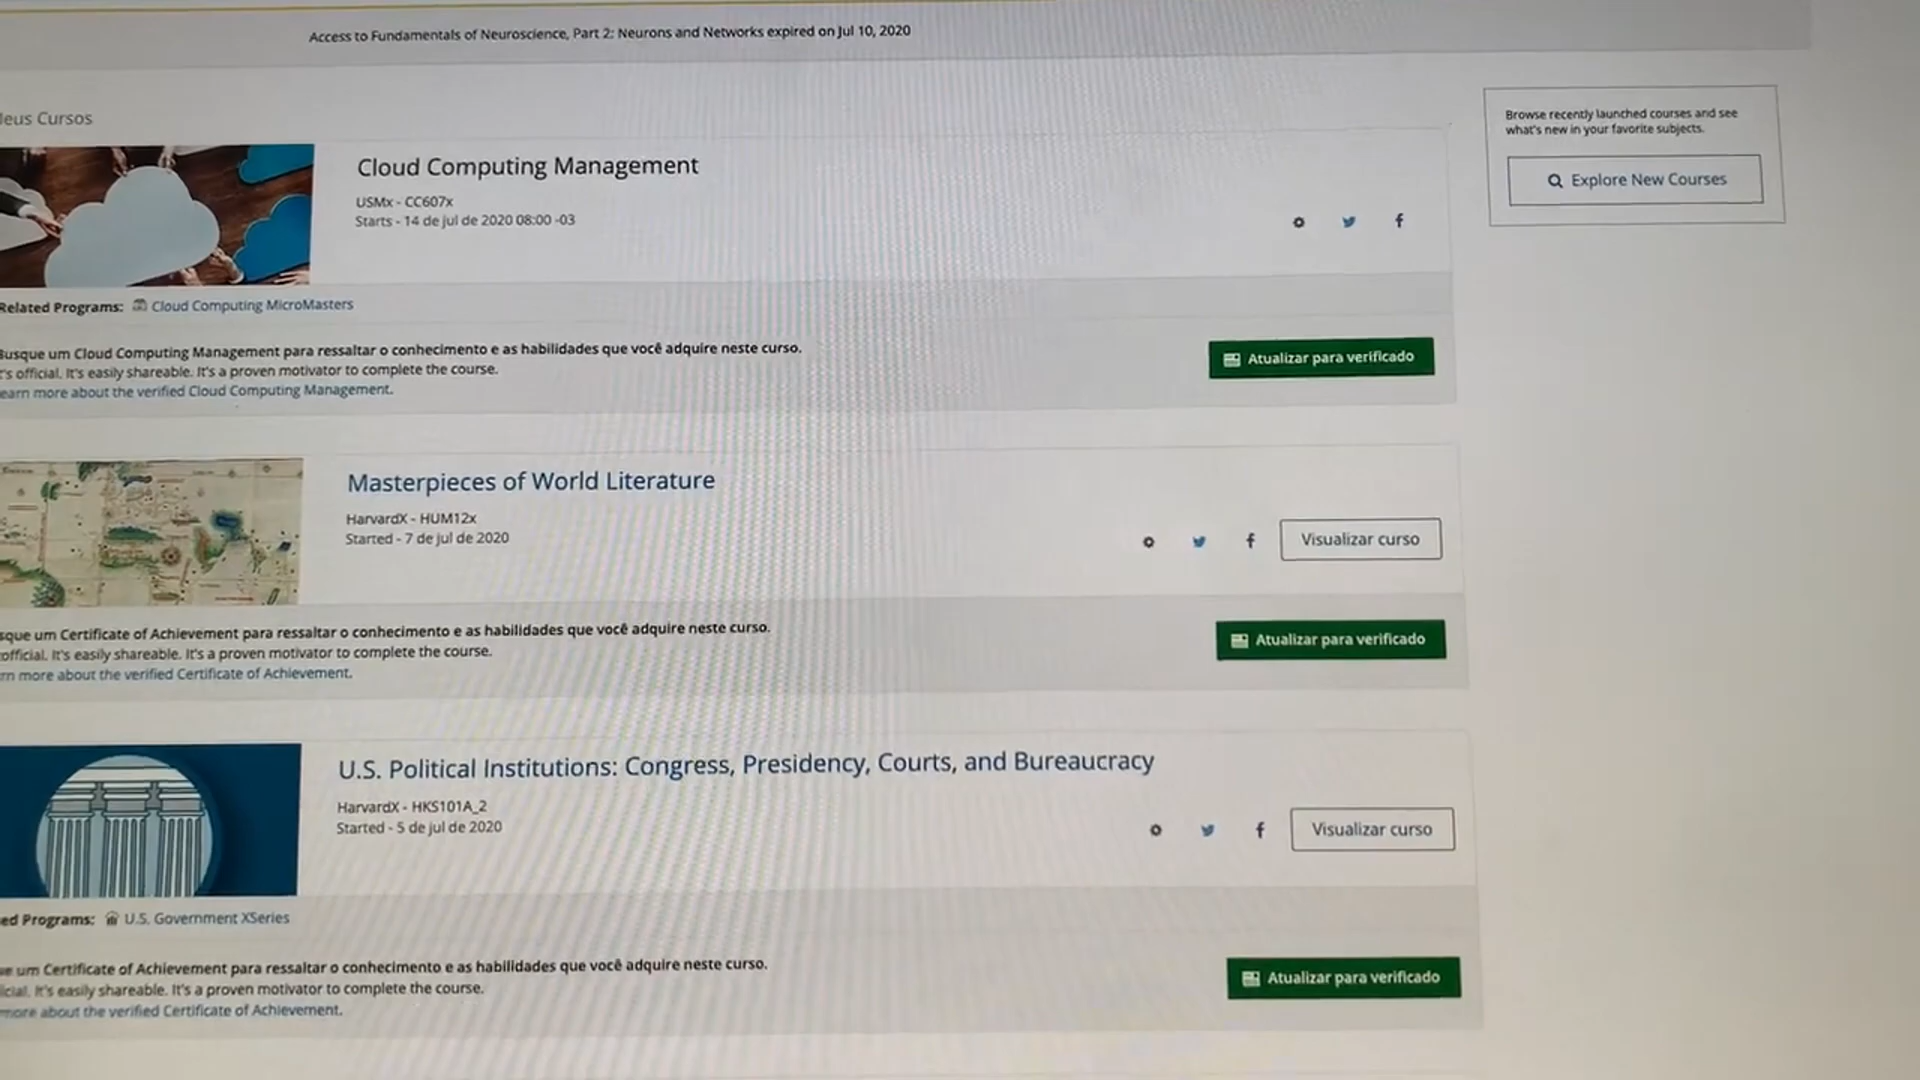 Access to Fundamentals of Neuroscience, Part 2: Neurons and Networks expired on Jul 10, 2020
eus Cursos
Browse recently launched courses and see
what's new in your favorite subjects.
Explore New Courses
Cloud Computing Management
USMx - CC607x
Starts - 14 de jul de 2020 08:00 -03
Related Programs: Cloud Computing MicroMasters
Busque um Cloud Computing Management para ressaltar o conhecimento e as habilidades que você adquire neste curso.
t's official. It's easily shareable. It's a proven motivator to complete the course.
earn more about the verified Cloud Computing Management.
Atualizar para verificado
Masterpieces of World Literature
HarvardX - HUM12x
Started - 7 de jul de 2020
Visualizar curso
sque um Certificate of Achievement para ressaltar o conhecimento e as habilidades que você adquire neste curso.
official. It's easily shareable. It's a proven motivator to complete the course.
rn more about the verified Certificate of Achievement.
Atualizar para verificado
U.S. Political Institutions: Congress, Presidency, Courts, and Bureaucracy
HarvardX - HKS101A_2
Started - 5 de jul de 2020
Visualizar curso
ed Programs: U.S. Government XSeries
ue um Certificate of Achievement para ressaltar o conhecimento e as habilidades que você adquire neste curso.
icial. It's easily shareable. It's a proven motivator to complete the course.
more about the verified Certificate of Achievement.
Atualizar para verificado